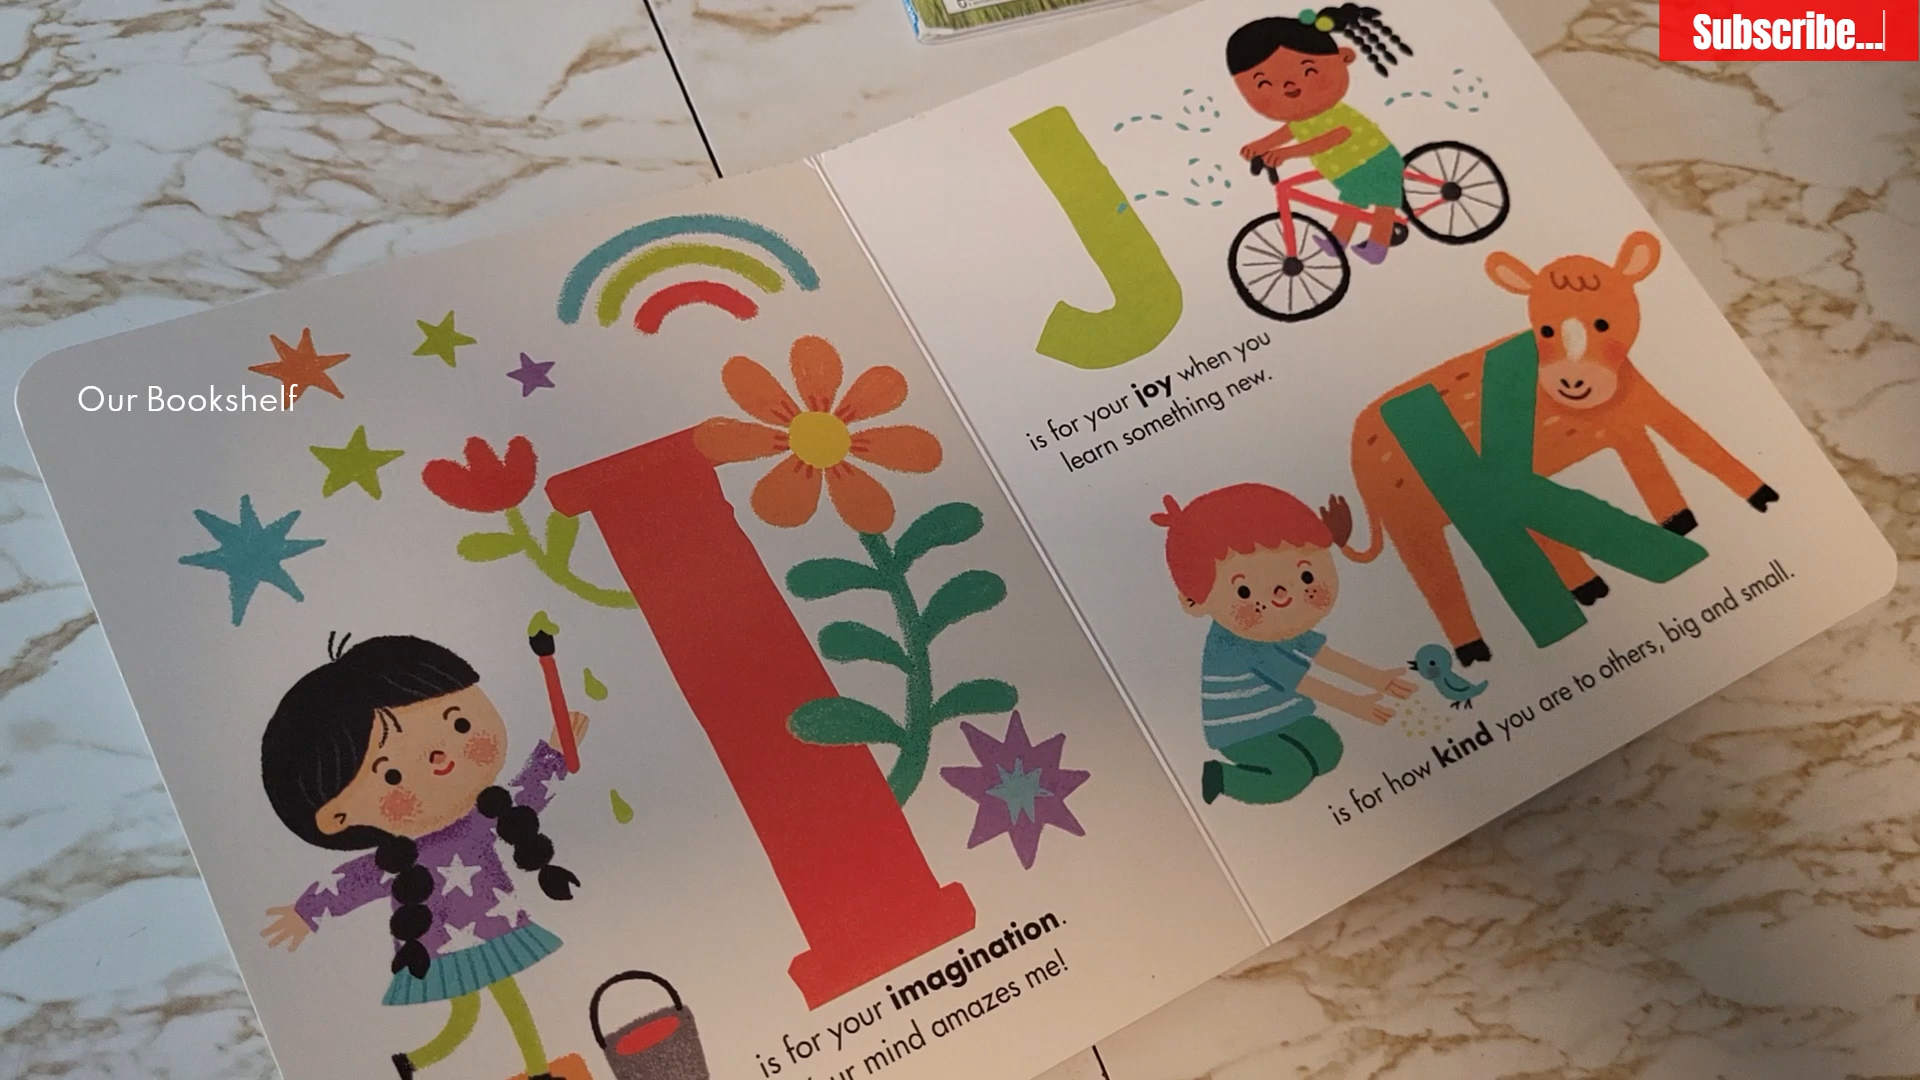 Subscribe...
Our Bookshelf
I
is for your imagination.
mind amazes me!
J
is for your joy when you
learn something new.
K
is for how kind you are to others, big and small.